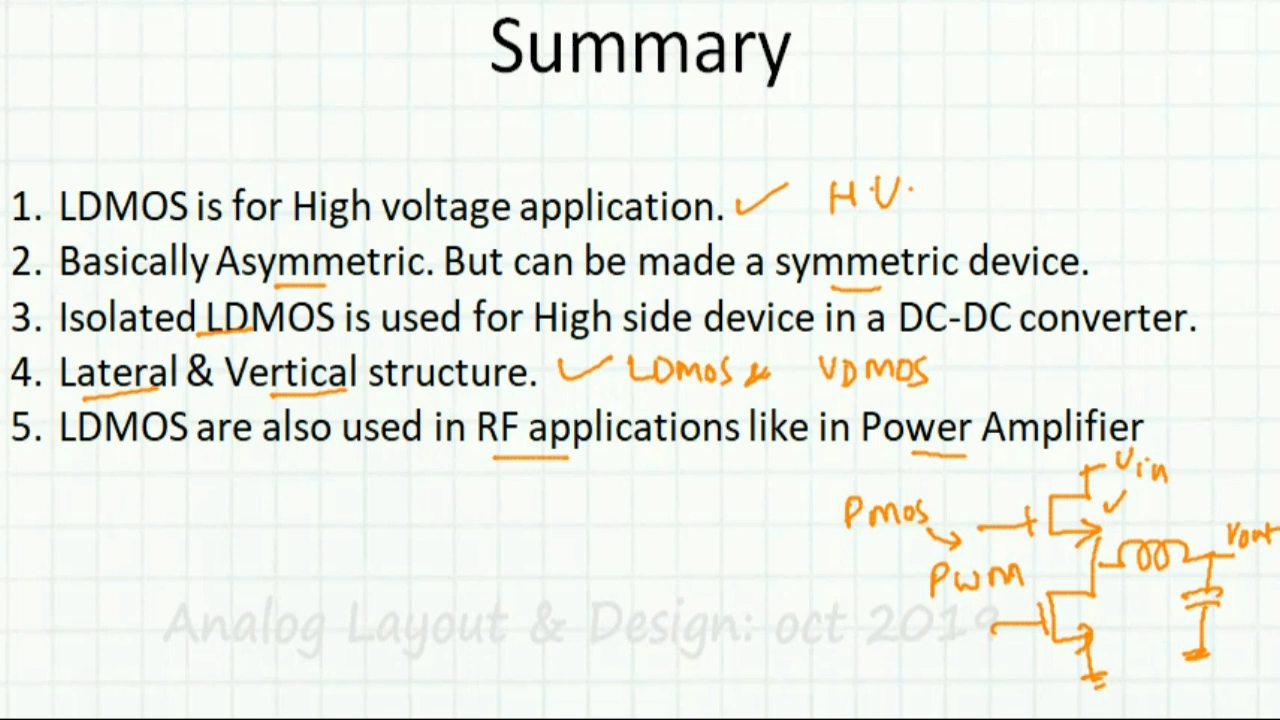 Summary
1. LDMOS is for High voltage application. H.V.
2. Basically Asymmetric. But can be made a symmetric device.
3. Isolated LDMOS is used for High side device in a DC-DC converter.
4. Lateral & Vertical structure. LDMOS & VDMOS
5. LDMOS are also used in RF applications like in Power Amplifier
Vin
PMOS
Vout
PWM
Analog Layout & Design: oct 2019